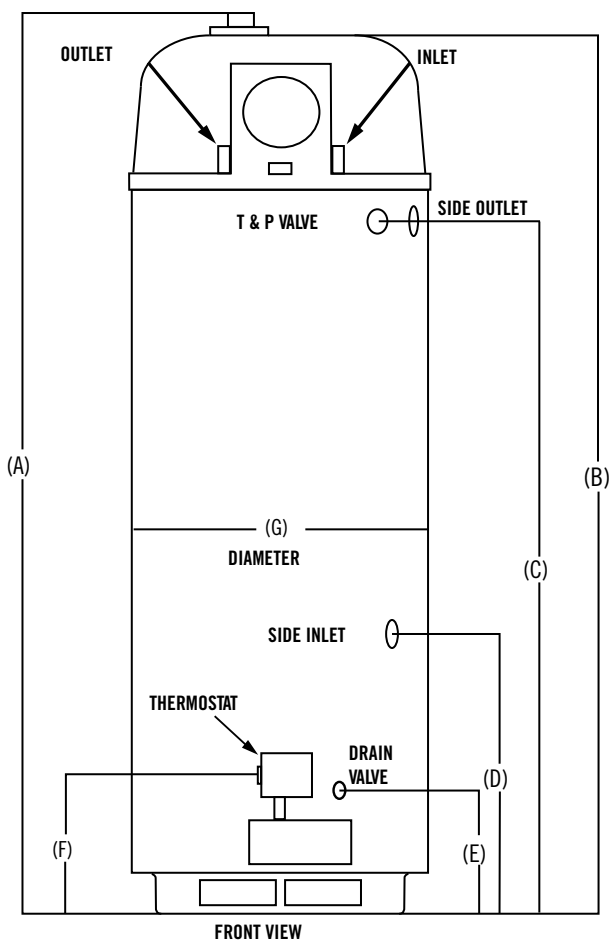 OUTLET
INLET
T & P VALVE
SIDE OUTLET
(A)
(B)
(G)
DIAMETER
(C)
SIDE INLET
THERMOSTAT
DRAIN
VALVE
(D)
(F)
(E)
FRONT VIEW